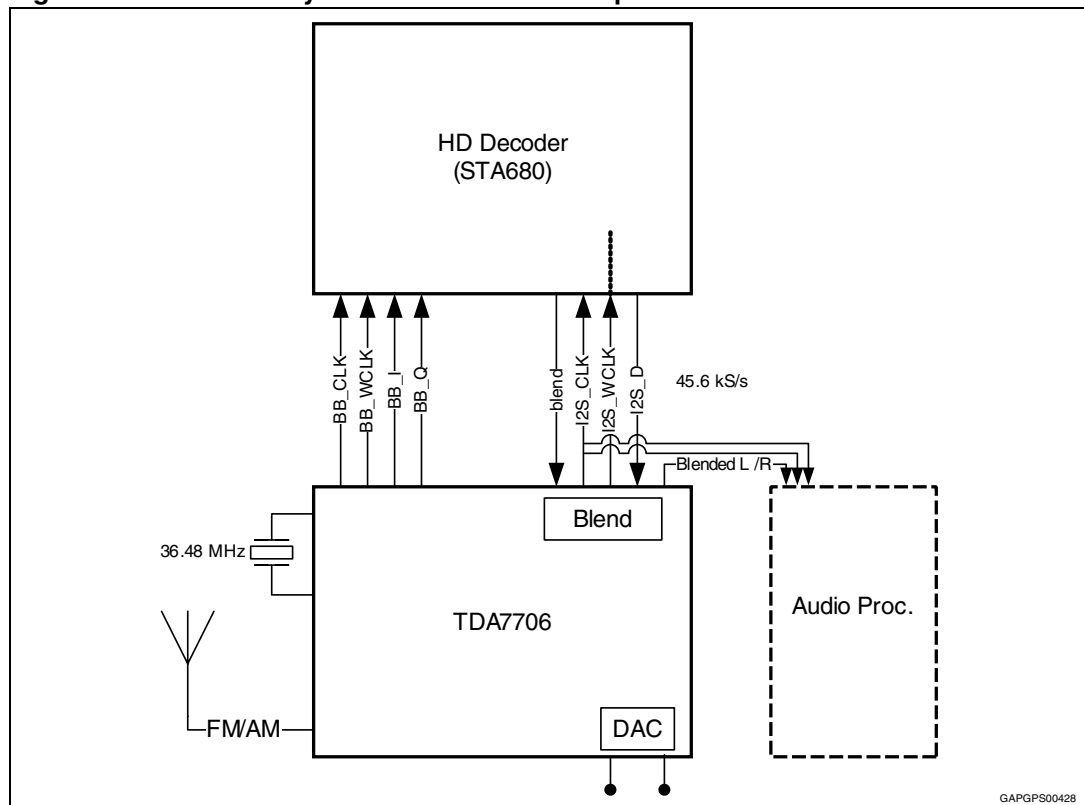 HD Decoder
(STA680)
BB_CLK
BB_WCLK
BB_I
BB_Q
blend
I2S_CLK
I2S_WCLK
I2S_D
45.6 kS/s
Blended L /R
Blend
36.48 MHz
TDA7706
Audio Proc.
FM/AM
DAC
GAPGPS00428